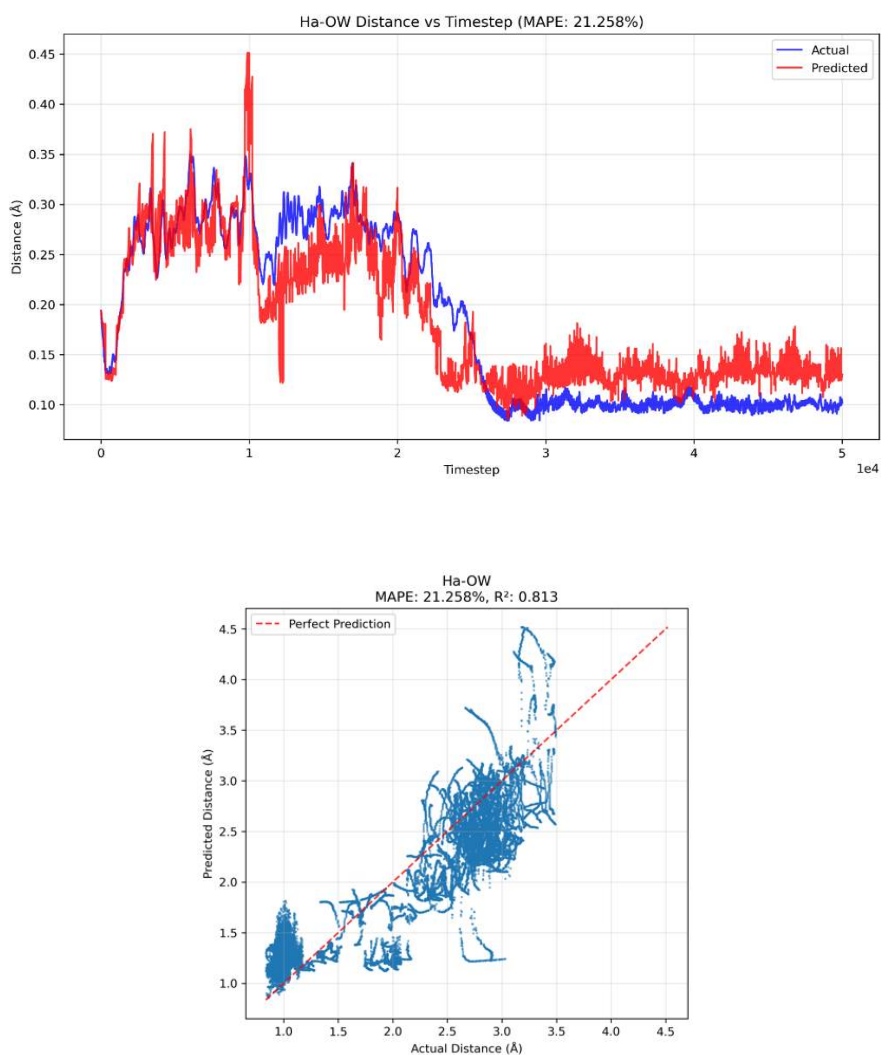 Ha-OW Distance vs Timestep (MAPE: 21.258%)
Actual
Predicted
Distance (Å)
0.45
0.40
0.35
0.30
0.25
0.20
0.15
0.10
0 1 2 3 4 5
1e4
Timestep
Ha-OW
MAPE: 21.258%, R²: 0.813
Perfect Prediction
Predicted Distance (Å)
4.5
4.0
3.5
3.0
2.5
2.0
1.5
1.0
1.0 1.5 2.0 2.5 3.0 3.5 4.0 4.5
Actual Distance (Å)